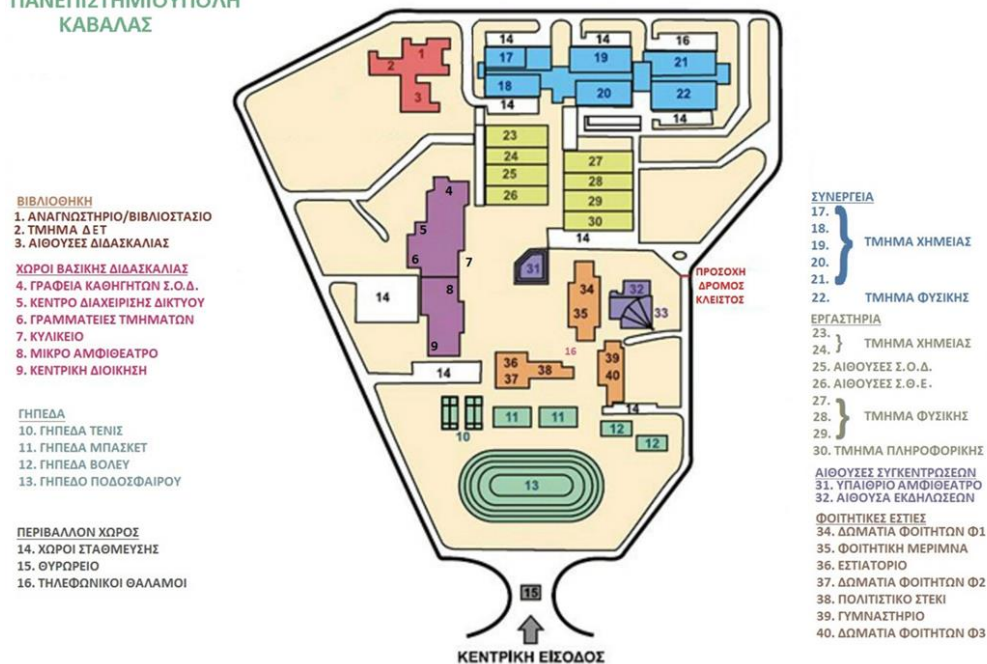 ΠΑΝΕΠΙΣΤΗΜΙΟΥΠΟΛΗ
ΚΑΒΑΛΑΣ
ΒΙΒΛΙΟΘΗΚΗ
1. ΑΝΑΓΝΩΣΤΗΡΙΟ/ΒΙΒΛΙΟΣΤΑΣΙΟ
2. ΤΜΗΜΑ ΔΕΤ
3. ΑΙΘΟΥΣΕΣ ΔΙΔΑΣΚΑΛΙΑΣ
ΧΩΡΟΙ ΒΑΣΙΚΗΣ ΔΙΔΑΣΚΑΛΙΑΣ
4. ΓΡΑΦΕΙΑ ΚΑΘΗΓΗΤΩΝ Σ.Ο.Δ.
5. ΚΕΝΤΡΟ ΔΙΑΧΕΙΡΙΣΗΣ ΔΙΚΤΥΟΥ
6. ΓΡΑΜΜΑΤΕΙΕΣ ΤΜΗΜΑΤΩΝ
7. ΚΥΛΙΚΕΙΟ
8. ΜΙΚΡΟ ΑΜΦΙΘΕΑΤΡΟ
9. ΚΕΝΤΡΙΚΗ ΔΙΟΙΚΗΣΗ
ΓΗΠΕΔΑ
10. ΓΗΠΕΔΑ ΤΕΝΙΣ
11. ΓΗΠΕΔΑ ΜΠΑΣΚΕΤ
12. ΓΗΠΕΔΑ ΒΟΛΕΥ
13. ΓΗΠΕΔΟ ΠΟΔΟΣΦΑΙΡΟΥ
ΠΕΡΙΒΑΛΛΟΝ ΧΩΡΟΣ
14. ΧΩΡΟΙ ΣΤΑΘΜΕΥΣΗΣ
15. ΘΥΡΩΡΕΙΟ
16. ΤΗΛΕΦΩΝΙΚΟΙ ΘΑΛΑΜΟΙ
14 14 16
1 17 19 21
2
3 18 20 22
14 14
23
24 27
25 28
26 29
30
14
4
5
6 7
8
9
14
14
31
34 32
35 33
16
36 38 39
37 40
14
10 11 11 12
12
13
15
ΠΡΟΣΟΧΗ
ΔΡΟΜΟΣ
ΚΛΕΙΣΤΟΣ
ΚΕΝΤΡΙΚΗ ΕΙΣΟΔΟΣ
ΣΥΝΕΡΓΕΙΑ
17.
18.
19. ΤΜΗΜΑ ΧΗΜΕΙΑΣ
20.
21.
22. ΤΜΗΜΑ ΦΥΣΙΚΗΣ
ΕΡΓΑΣΤΗΡΙΑ
23.
24. ΤΜΗΜΑ ΧΗΜΕΙΑΣ
25. ΑΙΘΟΥΣΕΣ Σ.Ο.Δ.
26. ΑΙΘΟΥΣΕΣ Σ.Θ.Ε.
27.
28. ΤΜΗΜΑ ΦΥΣΙΚΗΣ
29.
30. ΤΜΗΜΑ ΠΛΗΡΟΦΟΡΙΚΗΣ
ΑΙΘΟΥΣΕΣ ΣΥΓΚΕΝΤΡΩΣΕΩΝ
31. ΥΠΑΙΘΡΙΟ ΑΜΦΙΘΕΑΤΡΟ
32. ΑΙΘΟΥΣΑ ΕΚΔΗΛΩΣΕΩΝ
ΦΟΙΤΗΤΙΚΕΣ ΕΣΤΙΕΣ
34. ΔΩΜΑΤΙΑ ΦΟΙΤΗΤΩΝ Φ1
35. ΦΟΙΤΗΤΙΚΗ ΜΕΡΙΜΝΑ
36. ΕΣΤΙΑΤΟΡΙΟ
37. ΔΩΜΑΤΙΑ ΦΟΙΤΗΤΩΝ Φ2
38. ΠΟΛΙΤΙΣΤΙΚΟ ΣΤΕΚΙ
39. ΓΥΜΝΑΣΤΗΡΙΟ
40. ΔΩΜΑΤΙΑ ΦΟΙΤΗΤΩΝ Φ3